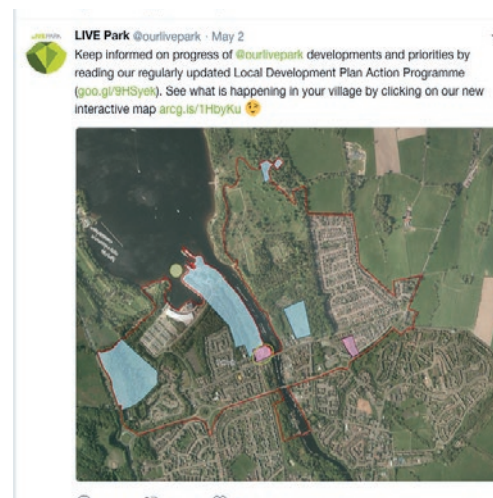 LIVE Park @ourlivepark · May 2
Keep informed on progress of @ourlivepark developments and priorities by
reading our regularly updated Local Development Plan Action Programme
(goo.gl/9HSyek). See what is happening in your village by clicking on our new
interactive map arcg.is/1HbyKu 😉